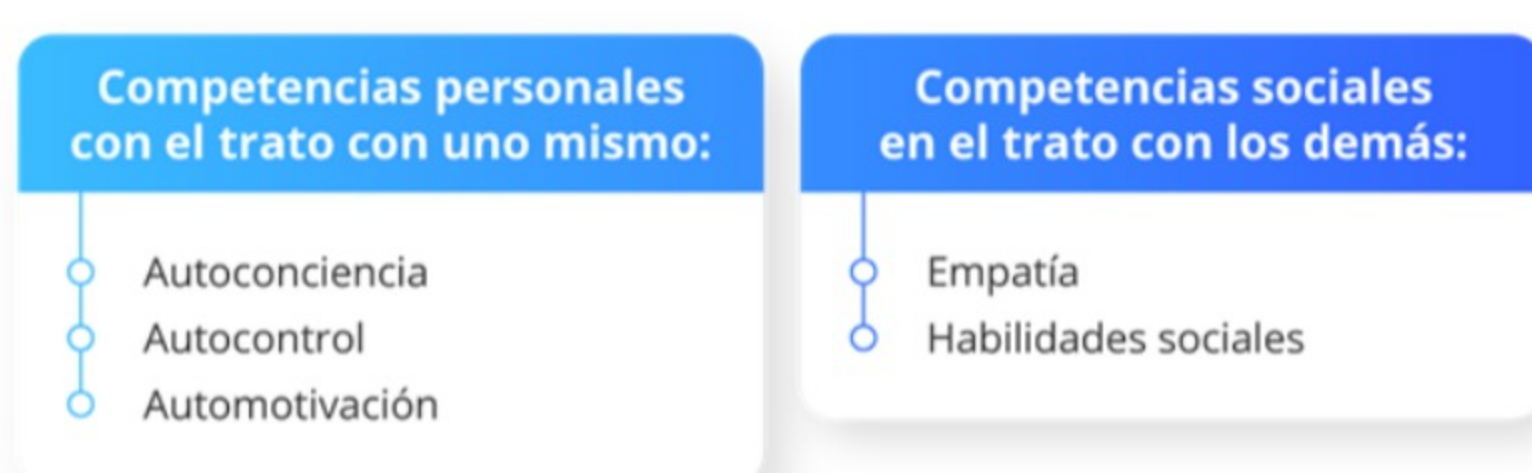 Competencias personales
con el trato con uno mismo:
Autoconciencia
Autocontrol
Automotivación
Competencias sociales
en el trato con los demás:
Empatía
Habilidades sociales